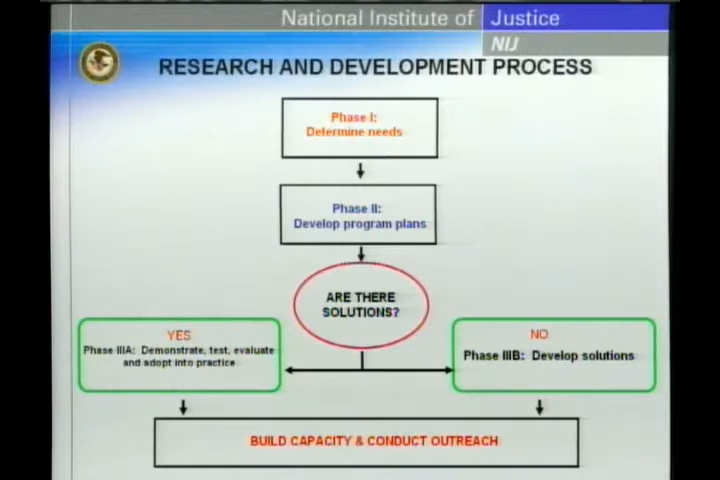 National Institute of Justice
NIJ
RESEARCH AND DEVELOPMENT PROCESS
Phase I:
Determine needs
Phase II:
Develop program plans
ARE THERE
SOLUTIONS?
YES
Phase IIIA: Demonstrate, test, evaluate
and adopt into practice
NO
Phase IIIB: Develop solutions
BUILD CAPACITY & CONDUCT OUTREACH